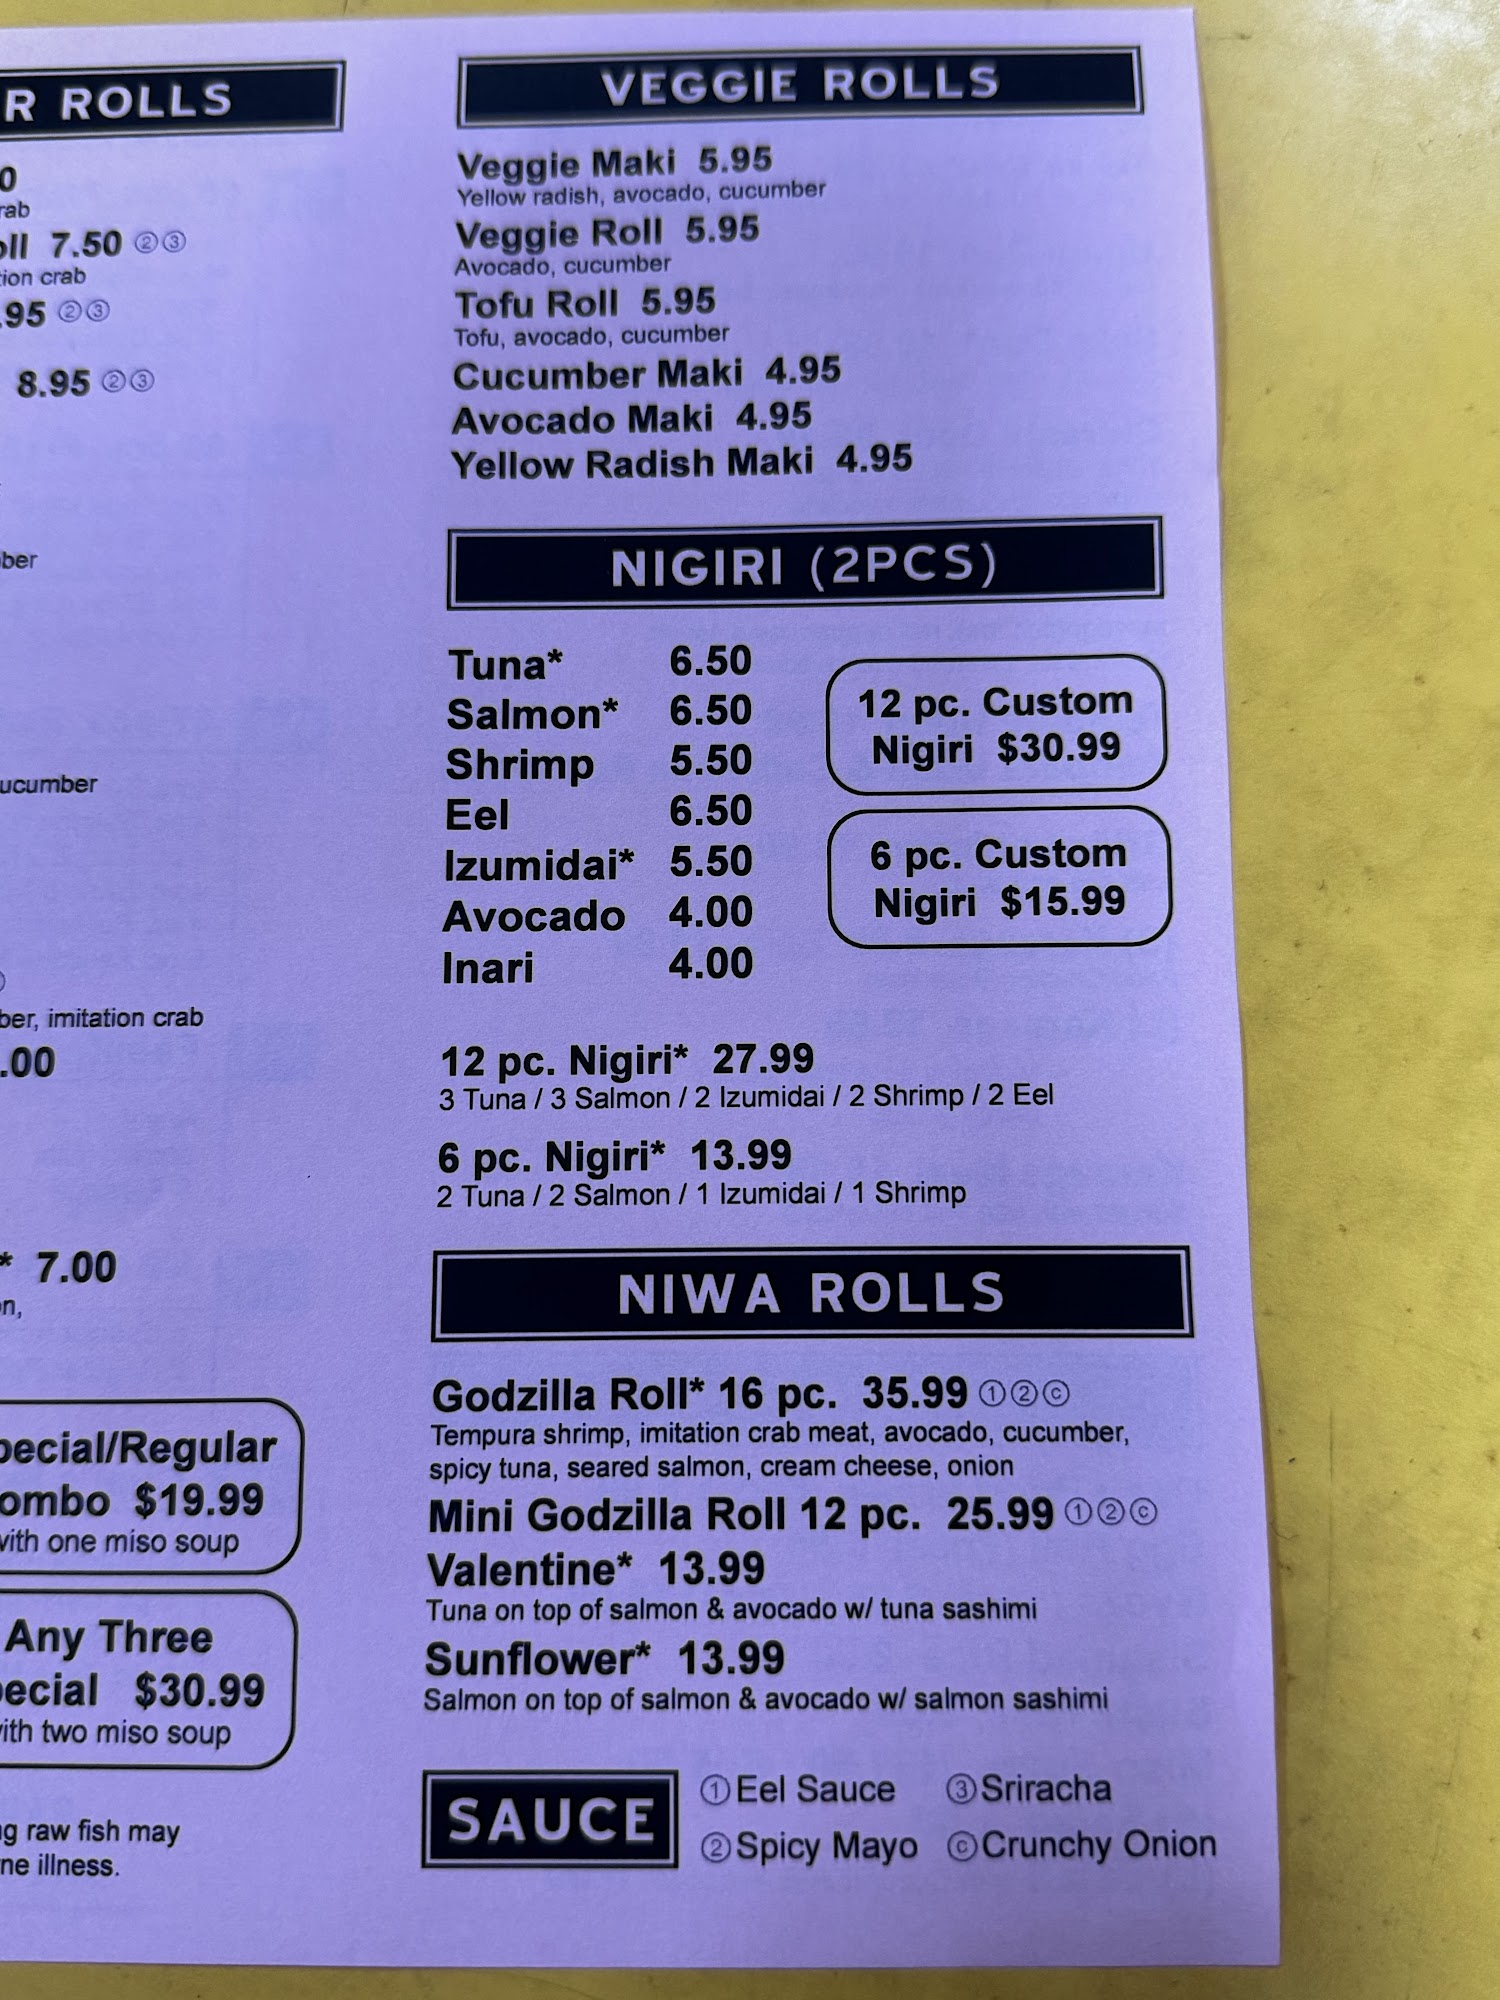 R ROLLS
0
rab
oll 7.50 ②③
tion crab
.95 ②③
8.95 ②③
ber
ucumber
ber, imitation crab
.00
* 7.00
n,
pecial/Regular
ombo $19.99
with one miso soup
Any Three
pecial $30.99
with two miso soup
ng raw fish may
ne illness.
VEGGIE ROLLS
Veggie Maki 5.95
Yellow radish, avocado, cucumber
Veggie Roll 5.95
Avocado, cucumber
Tofu Roll 5.95
Tofu, avocado, cucumber
Cucumber Maki 4.95
Avocado Maki 4.95
Yellow Radish Maki 4.95
NIGIRI (2PCS)
Tuna* 6.50
Salmon* 6.50
Shrimp 5.50
Eel 6.50
Izumidai* 5.50
Avocado 4.00
Inari 4.00
12 pc. Custom
Nigiri $30.99
6 pc. Custom
Nigiri $15.99
12 pc. Nigiri* 27.99
3 Tuna / 3 Salmon / 2 Izumidai / 2 Shrimp / 2 Eel
6 pc. Nigiri* 13.99
2 Tuna / 2 Salmon / 1 Izumidai / 1 Shrimp
NIWA ROLLS
Godzilla Roll* 16 pc. 35.99 ①②ⓒ
Tempura shrimp, imitation crab meat, avocado, cucumber,
spicy tuna, seared salmon, cream cheese, onion
Mini Godzilla Roll 12 pc. 25.99 ①②ⓒ
Valentine* 13.99
Tuna on top of salmon & avocado w/ tuna sashimi
Sunflower* 13.99
Salmon on top of salmon & avocado w/ salmon sashimi
SAUCE
①Eel Sauce ③Sriracha
②Spicy Mayo ⓒCrunchy Onion